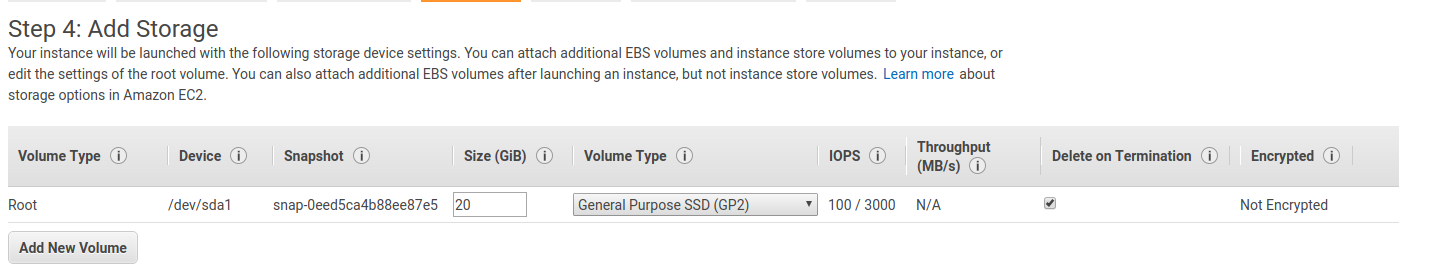 Step 4: Add Storage
Your instance will be launched with the following storage device settings. You can attach additional EBS volumes and instance store volumes to your instance, or
edit the settings of the root volume. You can also attach additional EBS volumes after launching an instance, but not instance store volumes. Learn more about
storage options in Amazon EC2.
Volume Type i Device i Snapshot i Size (GiB) i Volume Type i IOPS i Throughput (MB/s) i Delete on Termination i Encrypted i
Root /dev/sda1 snap-0eed5ca4b88ee87e5 20 General Purpose SSD (GP2) 100 / 3000 N/A Not Encrypted
Add New Volume